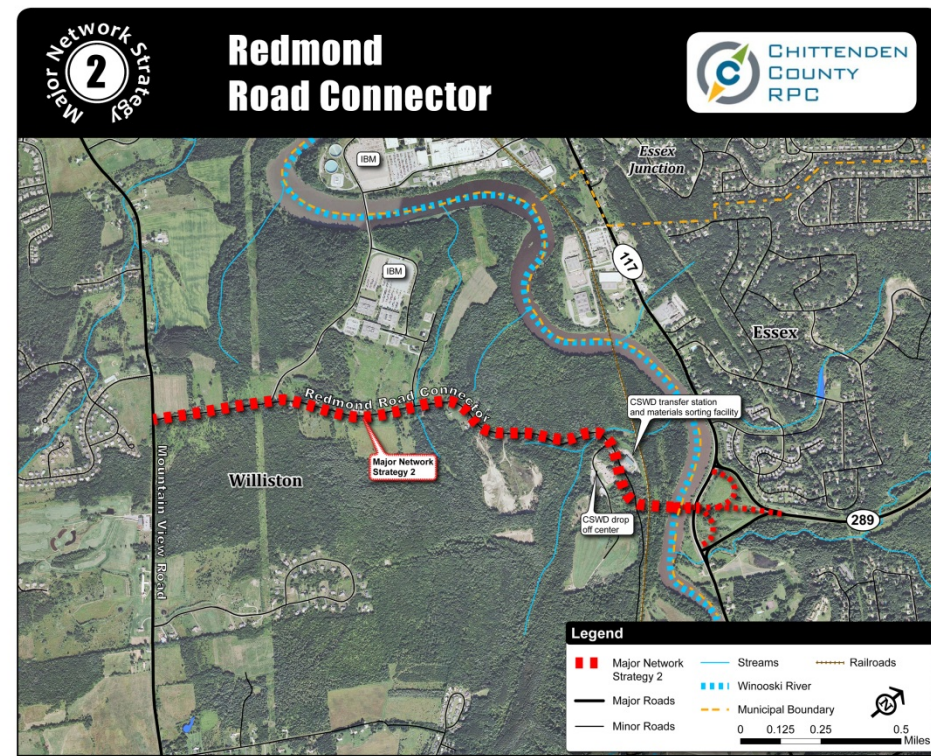 Major Network Strategy
2
Redmond
Road Connector
C
CHITTENDEN
COUNTY
RPC
IBM
Essex
Junction
117
IBM
Essex
Redmond Road Connector
CSWD transfer station
and materials sorting facility
Major Network
Strategy 2
Williston
Mountain View Road
CSWD drop
off center
289
Legend
Major Network
Strategy 2
Major Roads
Minor Roads
Streams
Winooski River
Municipal Boundary
Railroads
N
0 0.125 0.25 0.5
Miles